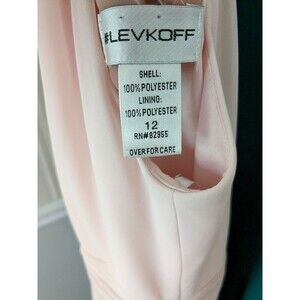 #LEVKOFF
SHELL:
100% POLYESTER
LINING:
100% POLYESTER
12
RN#82955
OVER FOR CARE